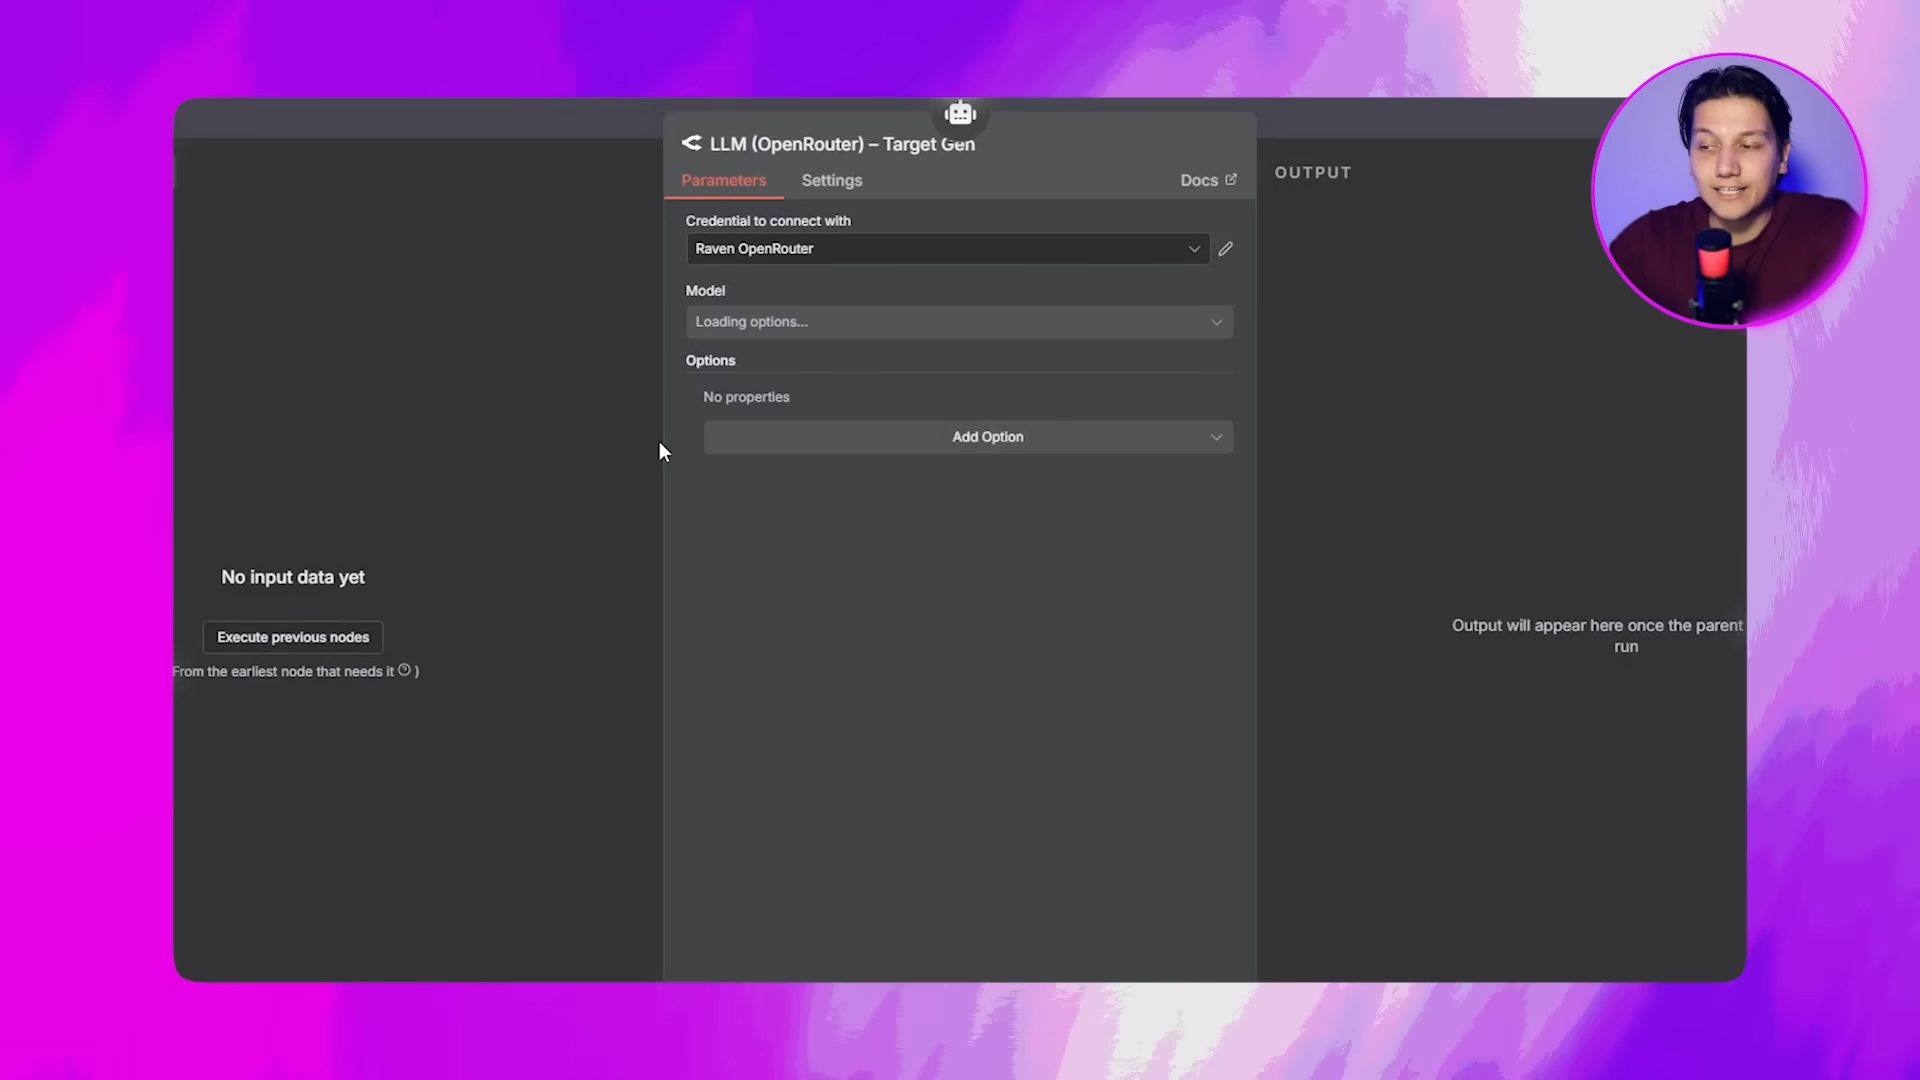 LLM (OpenRouter) – Target Gen
Parameters
Settings
Docs
OUTPUT
Credential to connect with
Raven OpenRouter
Model
Loading options...
Options
No properties
Add Option
No input data yet
Execute previous nodes
From the earliest node that needs it ? )
Output will appear here once the parent
run